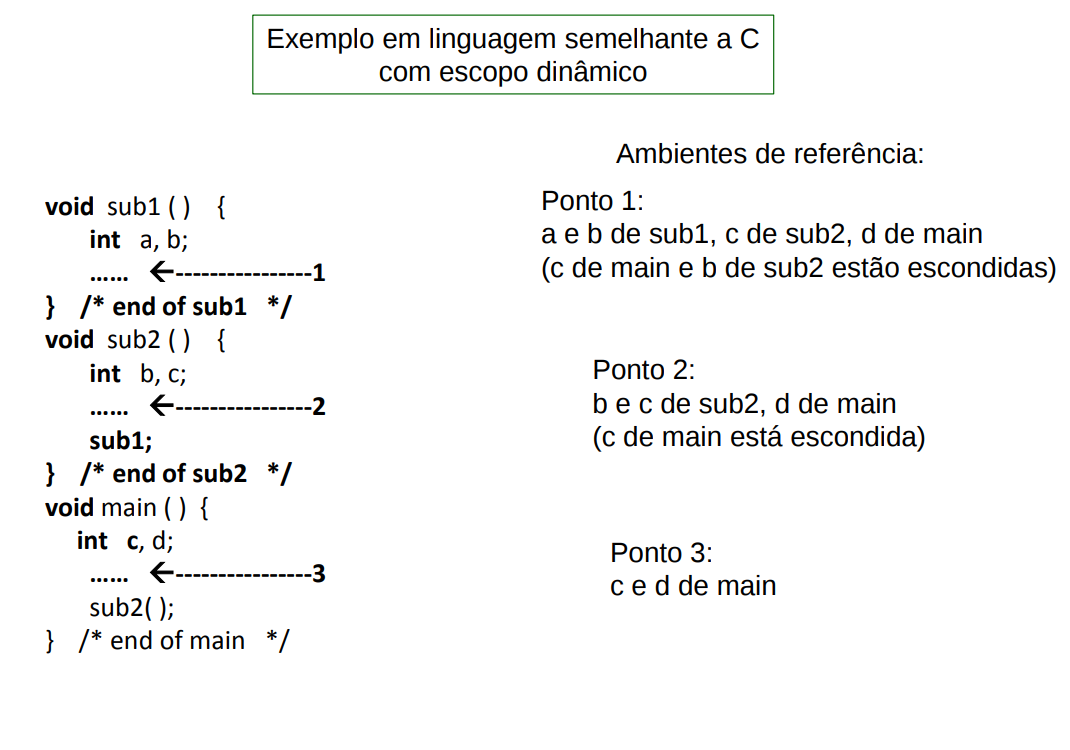 Exemplo em linguagem semelhante a C
com escopo dinâmico
void sub1 ( ) {
int a, b;
...... 🡨----------------1
} /* end of sub1 */
void sub2 ( ) {
int b, c;
...... 🡨----------------2
sub1;
} /* end of sub2 */
void main ( ) {
int c, d;
...... 🡨----------------3
sub2( );
} /* end of main */
Ambientes de referência:
Ponto 1:
a e b de sub1, c de sub2, d de main
(c de main e b de sub2 estão escondidas)
Ponto 2:
b e c de sub2, d de main
(c de main está escondida)
Ponto 3:
c e d de main